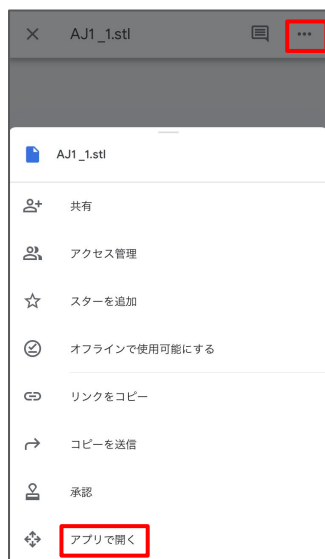 AJ1_1.stl
AJ1_1.stl
共有
アクセス管理
スターを追加
オフラインで使用可能にする
リンクをコピー
コピーを送信
承認
アプリで開く